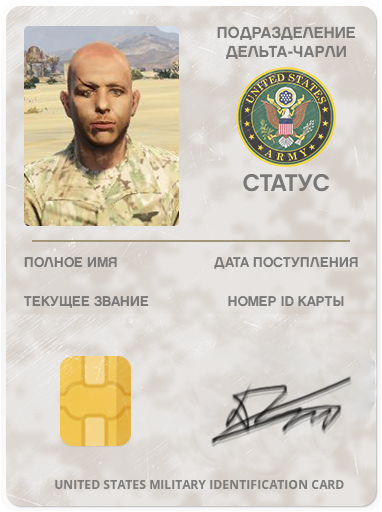 ПОДРАЗДЕЛЕНИЕ
ДЕЛЬТА-ЧАРЛИ
UNITED STATES
ARMY
СТАТУС
ПОЛНОЕ ИМЯ
ДАТА ПОСТУПЛЕНИЯ
ТЕКУЩЕЕ ЗВАНИЕ
НОМЕР ID КАРТЫ
UNITED STATES MILITARY IDENTIFICATION CARD